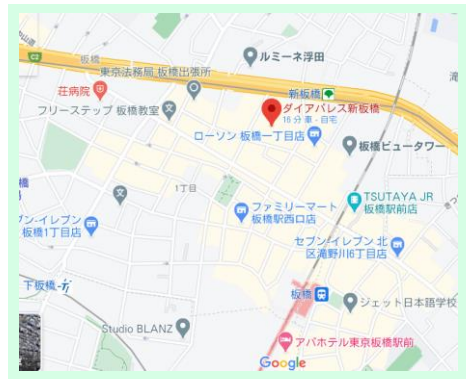 板橋
C2
ルミーネ浮田
東京法務局 板橋出張所
荘病院
新板橋
ダイアパレス新板橋
16 分 車 - 自宅
フリーステップ 板橋教室
ローソン 板橋一丁目店
板橋ビュータワー
1丁目
TSUTAYA JR
板橋駅前店
ファミリーマート
板橋駅西口店
ブン-イレブン
板橋1丁目店
セブン-イレブン 北
区滝野川6丁目店
下板橋
板橋
ジェット日本語学校
Studio BLANZ
アパホテル東京板橋駅前
Google